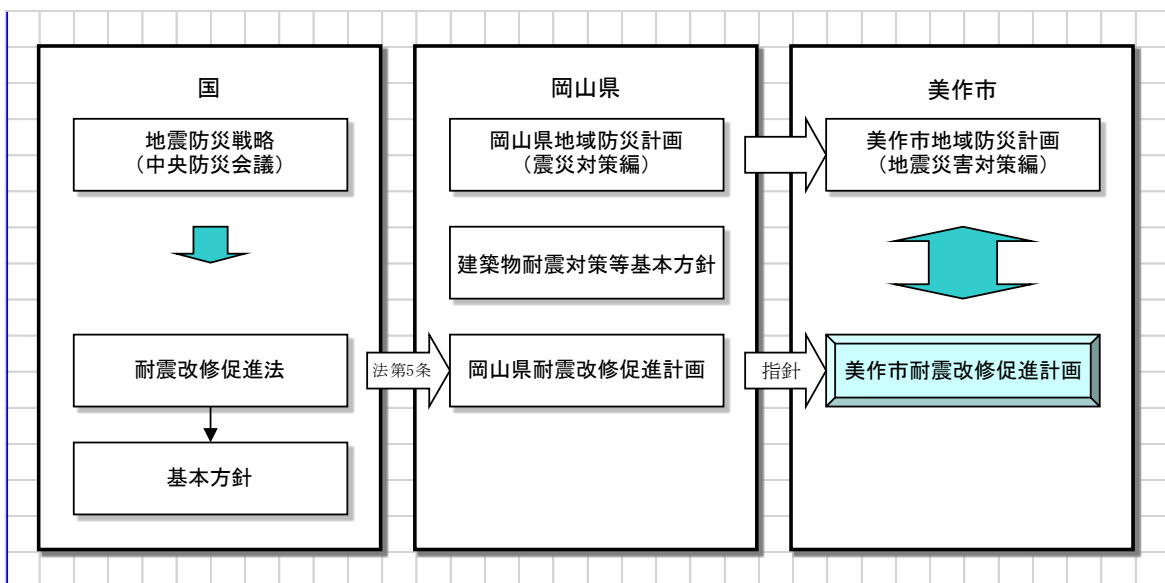 国
地震防災戦略
（中央防災会議）
耐震改修促進法
基本方針
法第5条
岡山県
岡山県地域防災計画
（震災対策編）
建築物耐震対策等基本方針
岡山県耐震改修促進計画
指針
美作市
美作市地域防災計画
（地震災害対策編）
美作市耐震改修促進計画